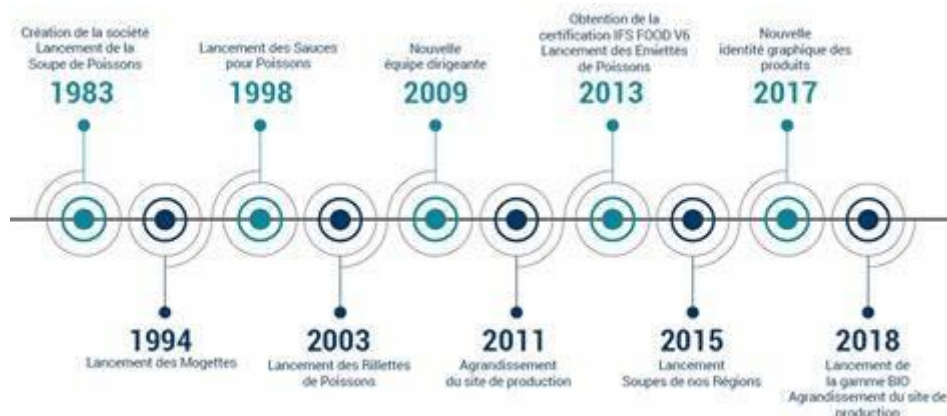 Création de la société
Lancement de la
Soupe de Poissons
1983
Lancement des Sauces
pour Poissons
1998
Nouvelle
équipe dirigeante
2009
Obtention de la
certification IFS FOOD V6
Lancement des Emiettés
de Poissons
2013
Nouvelle
identité graphique des
produits
2017
1994
Lancement des Mogettes
2003
Lancement des Rillettes
de Poissons
2011
Agrandissement
du site de production
2015
Lancement
Soupes de nos Régions
2018
Lancement de
la gamme BIO
Agrandissement du site de
production